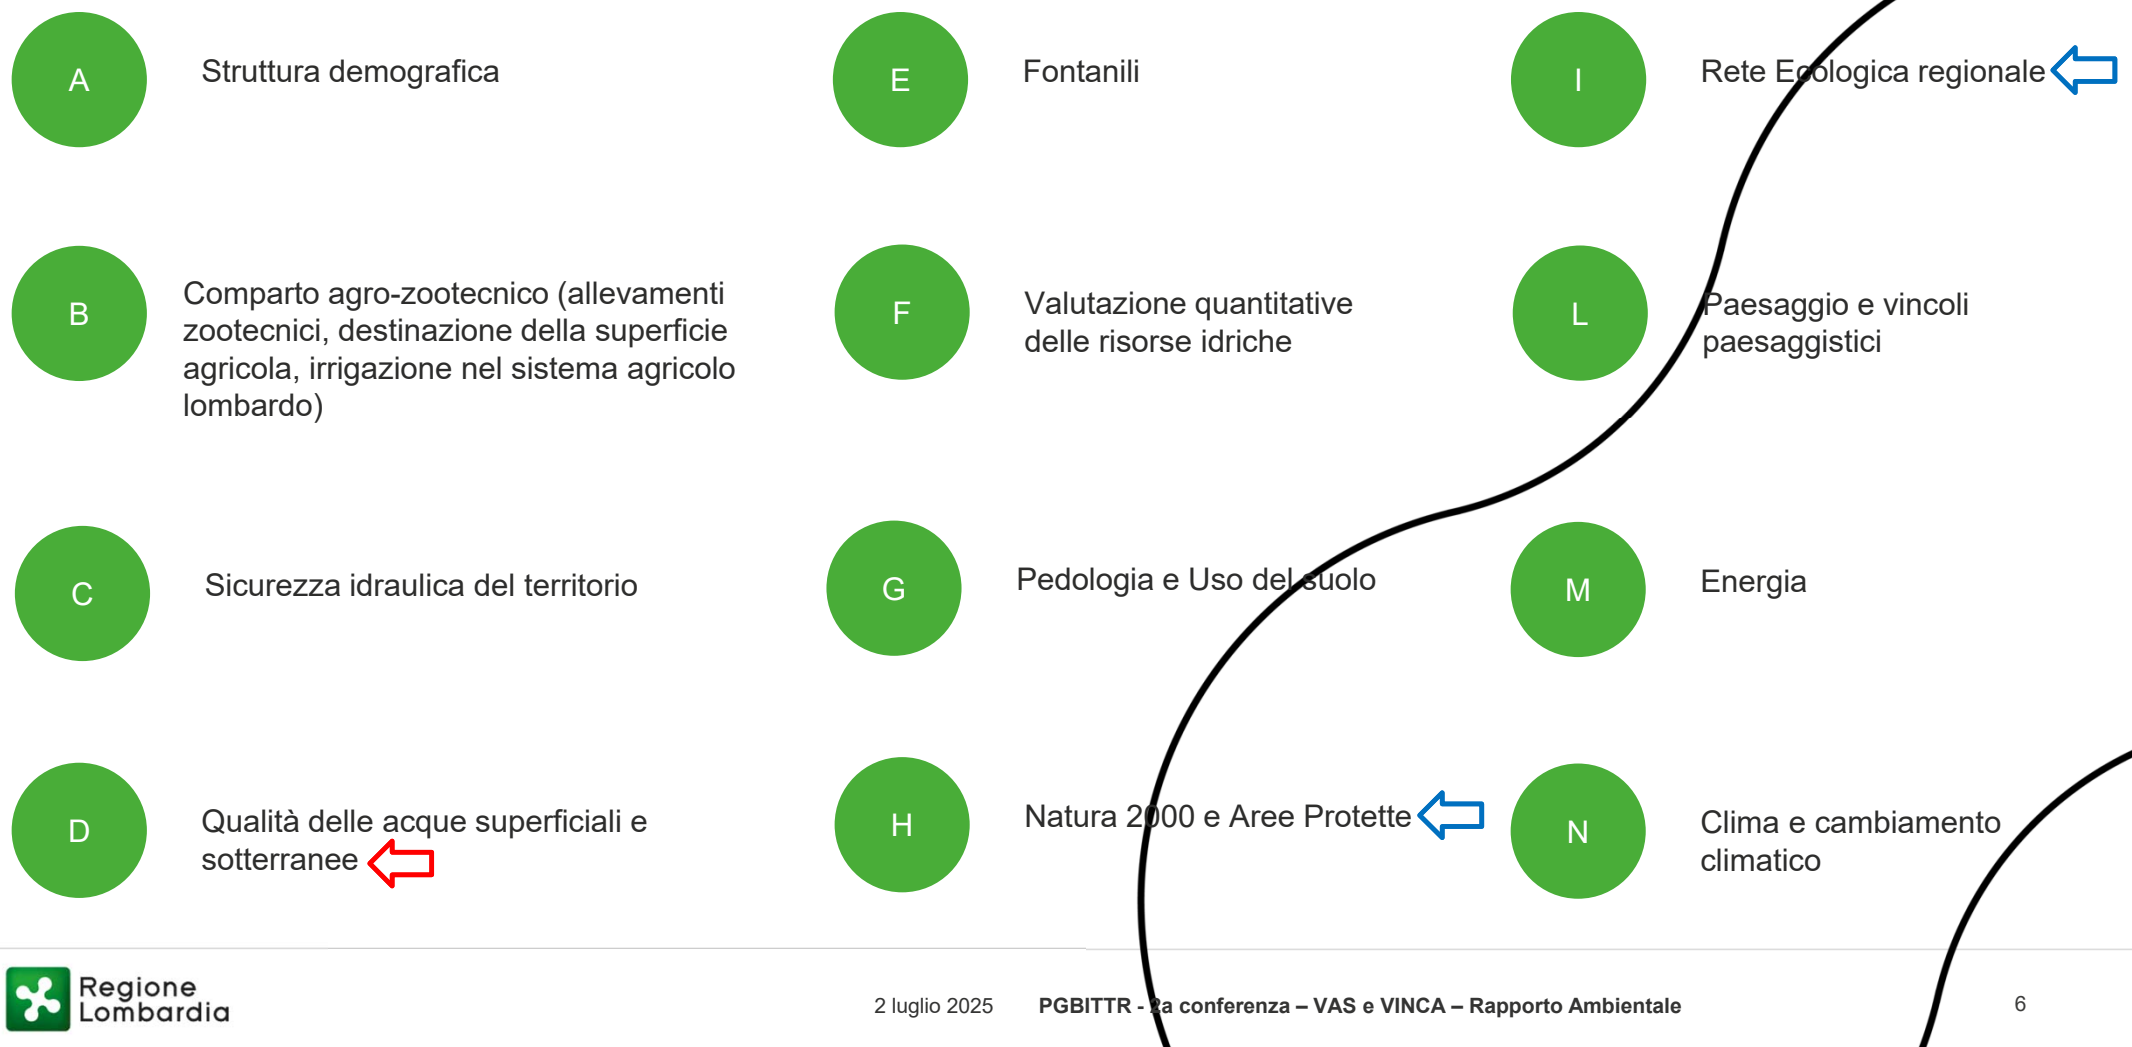 A
Struttura demografica
B
Comparto agro-zootecnico (allevamenti
zootecnici, destinazione della superficie
agricola, irrigazione nel sistema agricolo
lombardo)
C
Sicurezza idraulica del territorio
D
Qualità delle acque superficiali e
sotterranee
E
Fontanili
F
Valutazione quantitative
delle risorse idriche
G
Pedologia e Uso del suolo
H
Natura 2000 e Aree Protette
I
Rete Ecologica regionale
L
Paesaggio e vincoli
paesaggistici
M
Energia
N
Clima e cambiamento
climatico
Regione
Lombardia
2 luglio 2025 PGBITTR - 2a conferenza – VAS e VINCA – Rapporto Ambientale 6